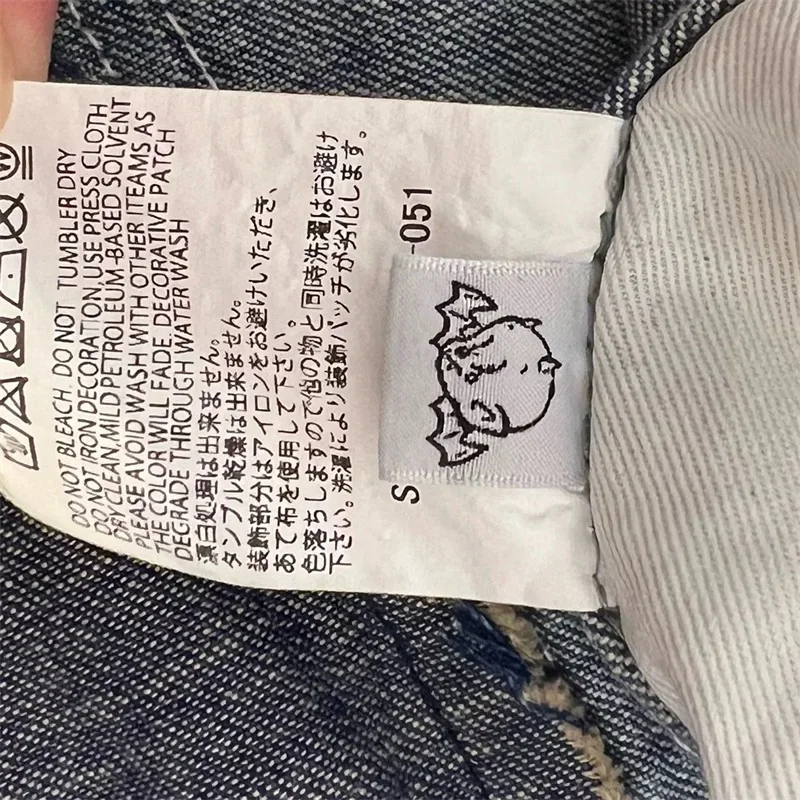 DO NOT BLEACH. DO NOT TUMBLER DRY
DO NOT IRON DECORATION,USE PRESS CLOTH
DRY CLEAN,MILD PETROLEUM-BASED SOLVENT
PLEASE AVOID WASH WITH OTHER ITEAMS AS
THE COLOR WILL FADE. DECORATIVE PATCH
DEGRADE THROUGH WATER WASH
漂白処理は出来ません。
タンブル乾燥は出来ません。
装飾部分はアイロンをお避けいただき、
あて布を使用して下さい。
色落ちしますので他の物と同時洗濯はお避け
下さい。洗濯により装飾パッチが劣化します。
S -051